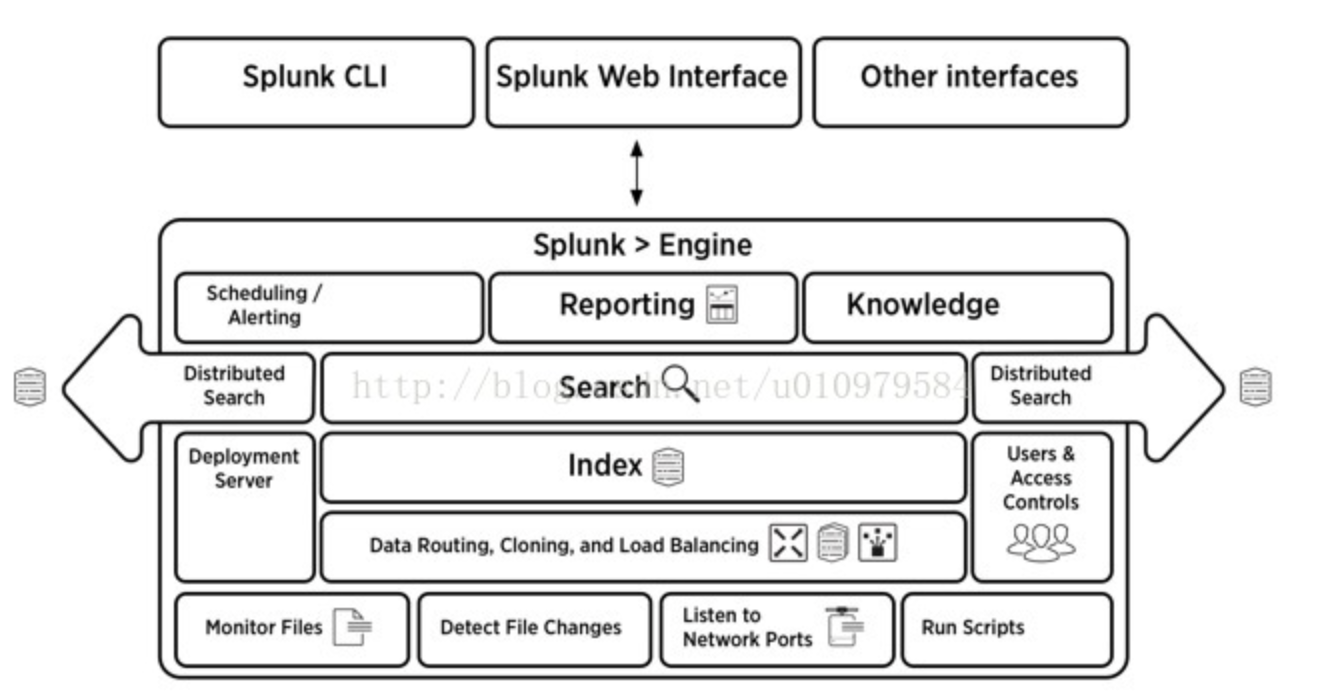 Splunk CLI
Splunk Web Interface
Other interfaces
Splunk > Engine
Scheduling /
Alerting
Reporting
Knowledge
Distributed
Search
Search
http://blog.csdn.net/u010979584
Distributed
Search
Deployment
Server
Index
Users &
Access
Controls
Data Routing, Cloning, and Load Balancing
Monitor Files
Detect File Changes
Listen to
Network Ports
Run Scripts